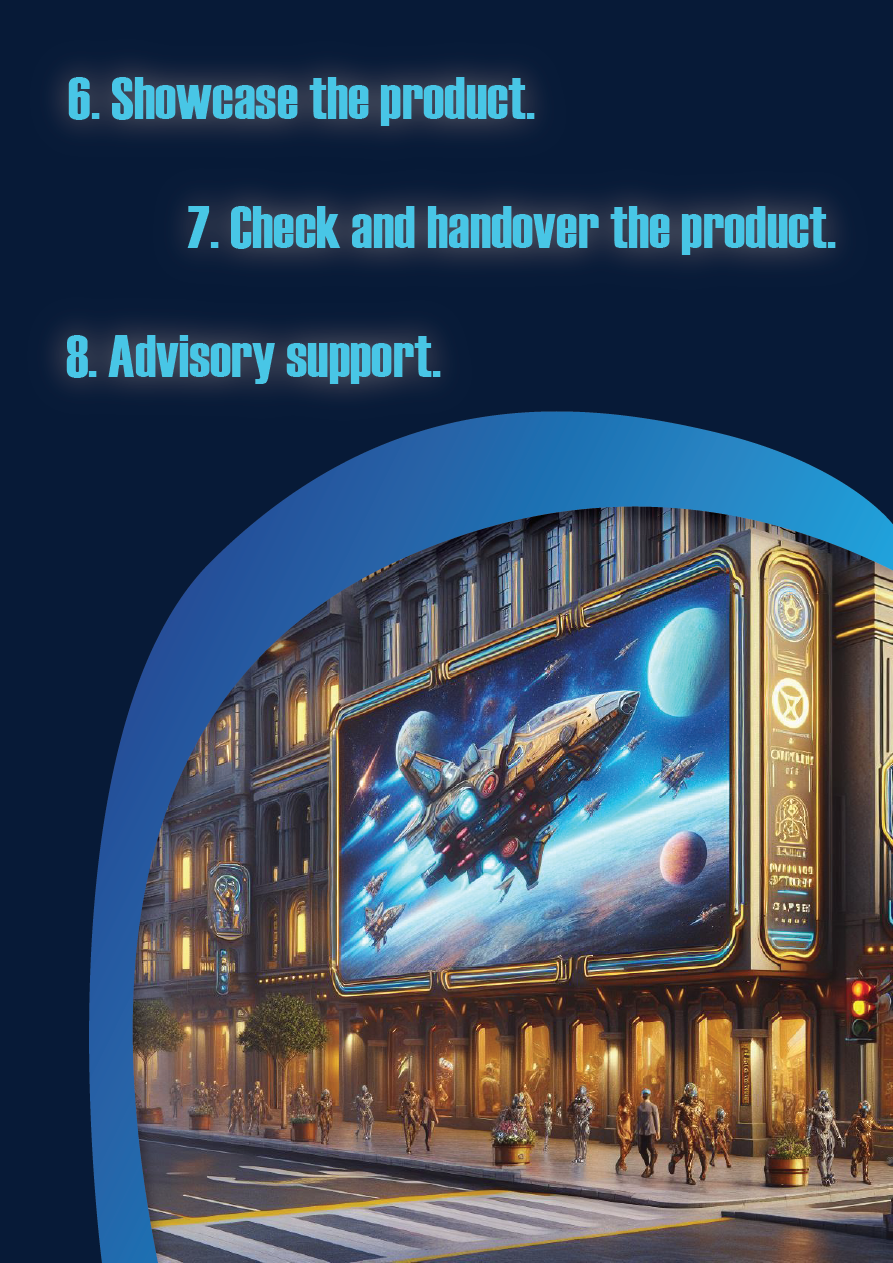 6. Showcase the product.
7. Check and handover the product.
8. Advisory support.